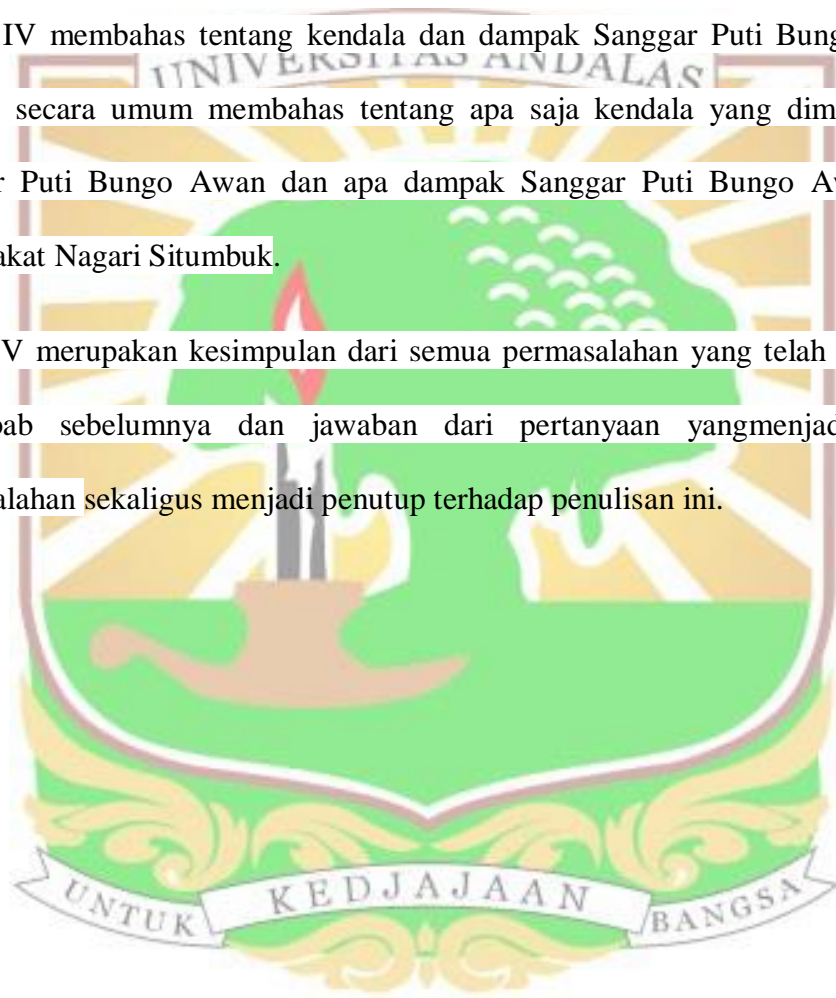 IV membahas tentang kendala dan dampak Sanggar Puti Bung
UNIVERSITAS ANDALAS
secara umum membahas tentang apa saja kendala yang dim
r Puti Bungo Awan dan apa dampak Sanggar Puti Bungo Aw
akat Nagari Situmbuk.
V merupakan kesimpulan dari semua permasalahan yang telah
bab sebelumnya dan jawaban dari pertanyaan yangmenjad
alahan sekaligus menjadi penutup terhadap penulisan ini.
UNTUK KEDJAJAAN BANGSA